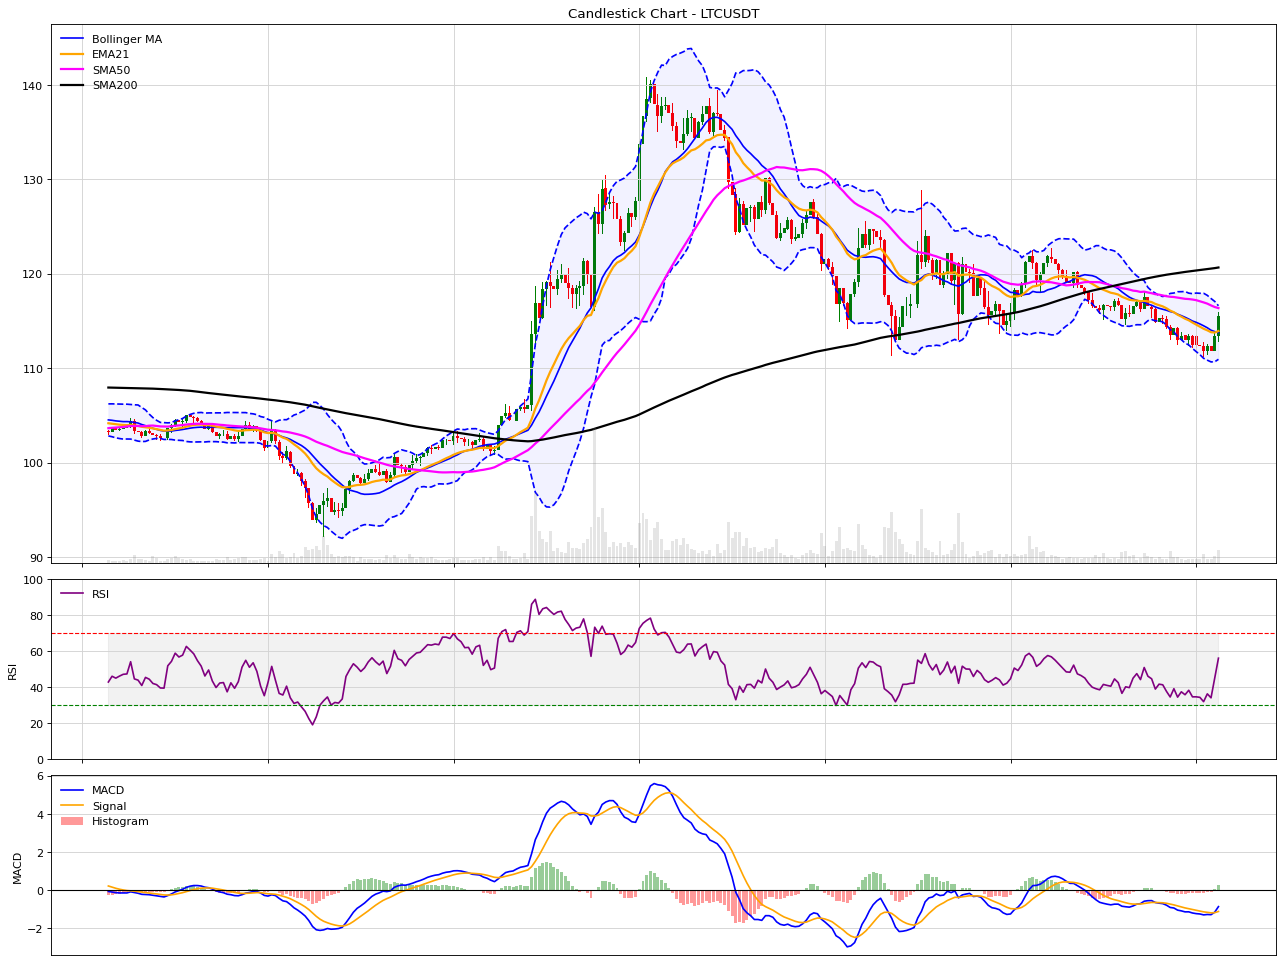 Candlestick Chart - LTCUSDT
Bollinger MA
EMA21
SMA50
SMA200
140
130
120
110
100
90
RSI
100
80
60
40
20
0
RSI
MACD
Signal
Histogram
6
4
2
0
−2
MACD